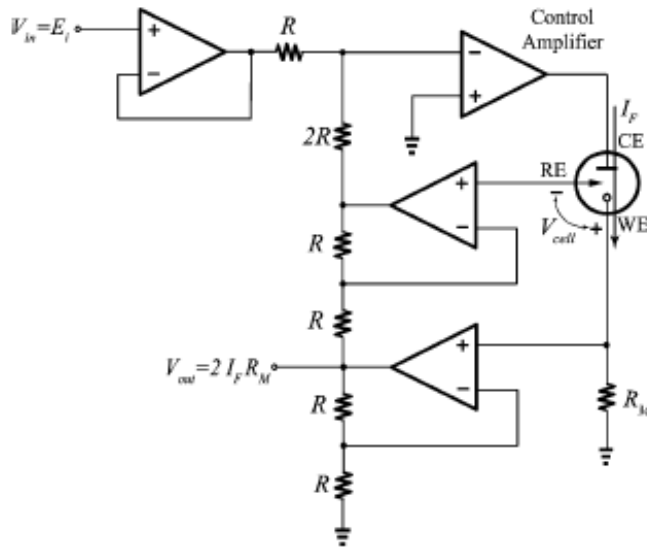 Control
Amplifier
V_in=E_i
+
−
R
−
+
I_F
CE
2R
RE
+
−
−
V_cell
+
WE
R
R
V_out=2 I_F R_M
+
−
R
R_M
R